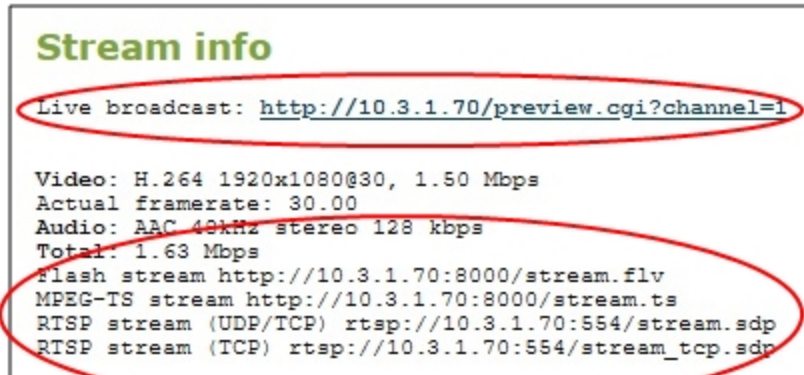 Stream info
Live broadcast: http://10.3.1.70/preview.cgi?channel=1
Video: H.264 1920x1080@30, 1.50 Mbps
Actual framerate: 30.00
Audio: AAC 48kHz stereo 128 kbps
Total: 1.63 Mbps
Flash stream http://10.3.1.70:8000/stream.flv
MPEG-TS stream http://10.3.1.70:8000/stream.ts
RTSP stream (UDP/TCP) rtsp://10.3.1.70:554/stream.sdp
RTSP stream (TCP) rtsp://10.3.1.70:554/stream_tcp.sdp